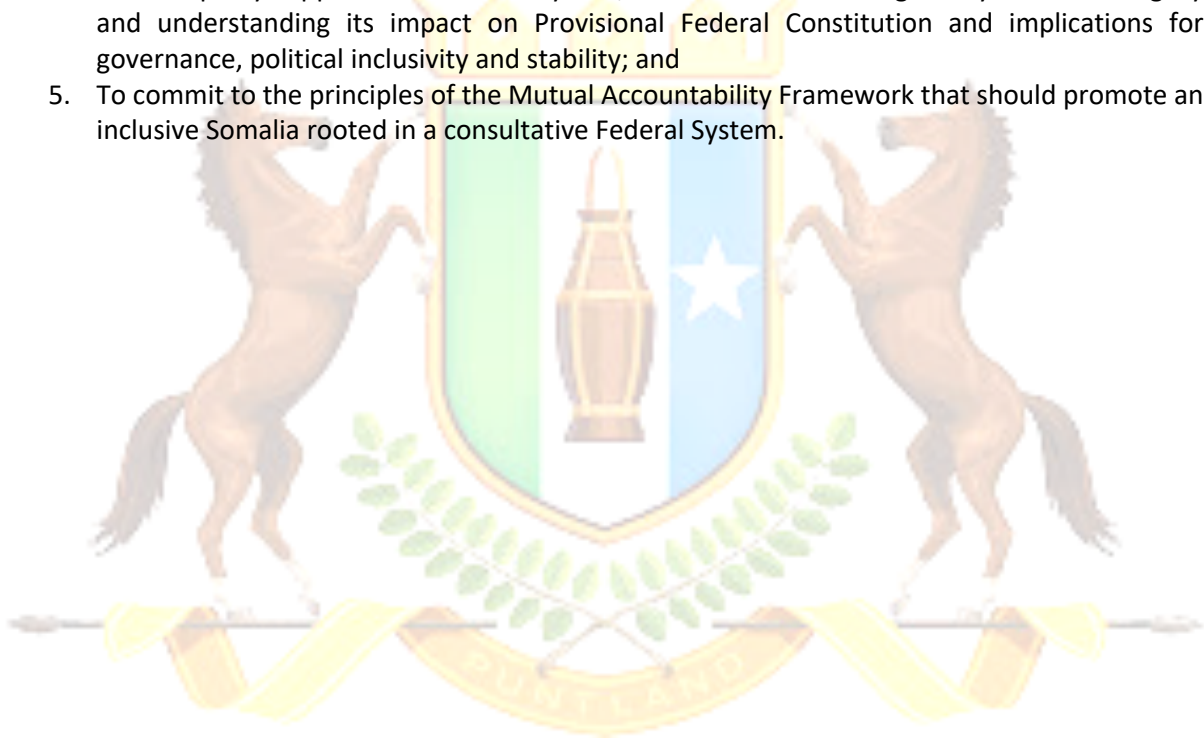 and understanding its impact on Provisional Federal Constitution and implications for
governance, political inclusivity and stability; and
5. To commit to the principles of the Mutual Accountability Framework that should promote an
inclusive Somalia rooted in a consultative Federal System.
PUNTLAND